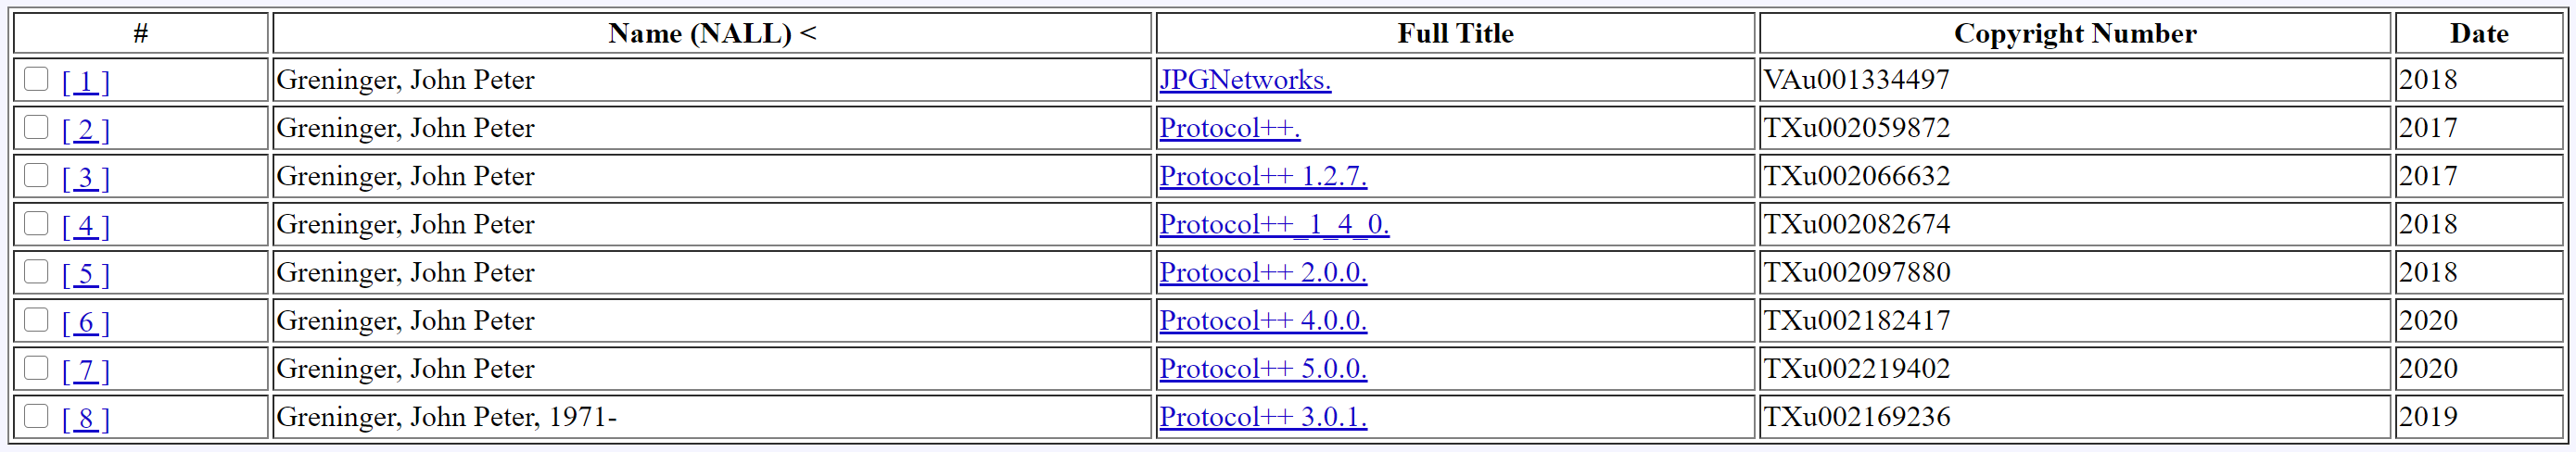 # Name (NALL) < Full Title Copyright Number Date
[ 1 ] Greninger, John Peter JPGNetworks. VAu001334497 2018
[ 2 ] Greninger, John Peter Protocol++. TXu002059872 2017
[ 3 ] Greninger, John Peter Protocol++ 1.2.7. TXu002066632 2017
[ 4 ] Greninger, John Peter Protocol++_1_4_0. TXu002082674 2018
[ 5 ] Greninger, John Peter Protocol++ 2.0.0. TXu002097880 2018
[ 6 ] Greninger, John Peter Protocol++ 4.0.0. TXu002182417 2020
[ 7 ] Greninger, John Peter Protocol++ 5.0.0. TXu002219402 2020
[ 8 ] Greninger, John Peter, 1971- Protocol++ 3.0.1. TXu002169236 2019